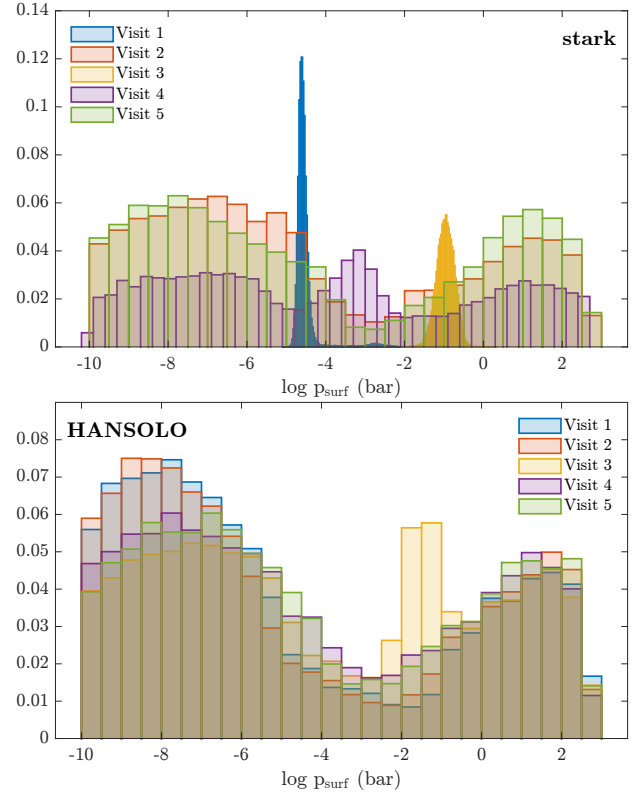 0.14
0.12
0.1
0.08
0.06
0.04
0.02
0
Visit 1
Visit 2
Visit 3
Visit 4
Visit 5
stark
-10 -8 -6 -4 -2 0 2
log p_surf (bar)
HANSOLO
0.08
0.07
0.06
0.05
0.04
0.03
0.02
0.01
0
Visit 1
Visit 2
Visit 3
Visit 4
Visit 5
-10 -8 -6 -4 -2 0 2
log p_surf (bar)